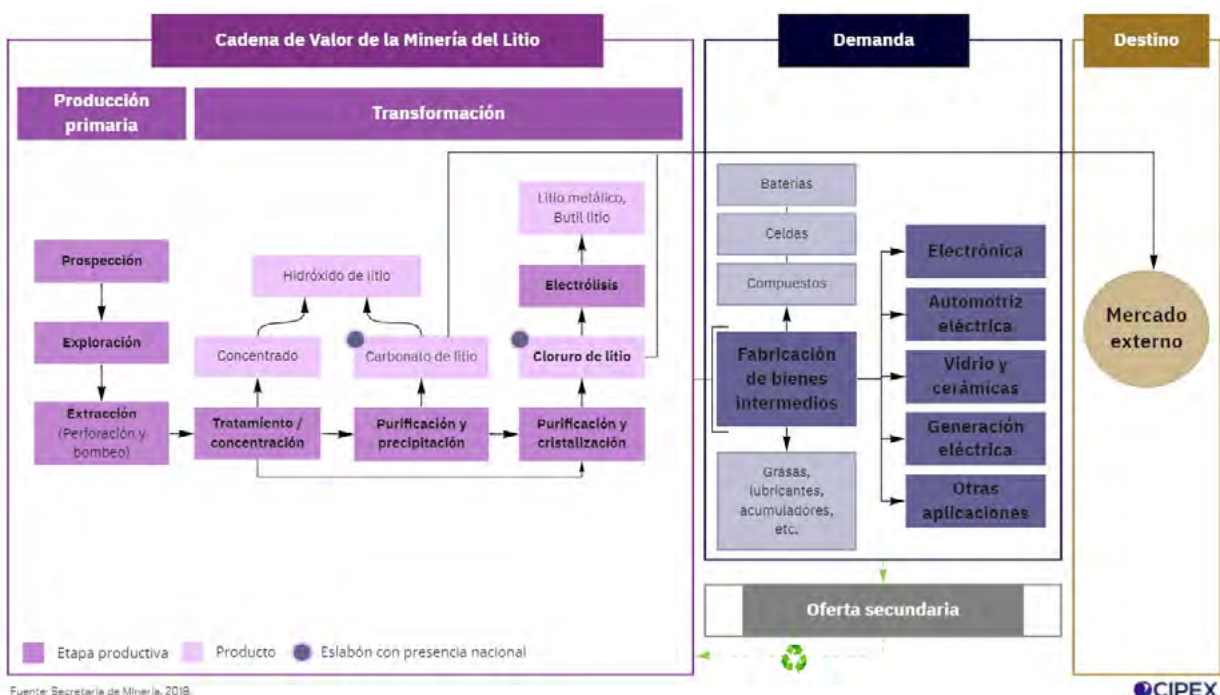 Cadena de Valor de la Minería del Litio
Demanda
Destino
Producción
primaria
Transformación
Prospección
Exploración
Extracción
(Perforación y
bombeo)
Hidróxido de litio
Concentrado
Tratamiento /
concentración
Carbonato de litio
Purificación y
precipitación
Litio metálico,
Butil litio
Electrólisis
Cloruro de litio
Purificación y
cristalización
Baterías
Celdas
Compuestos
Fabricación
de bienes
intermedios
Grasas,
lubricantes,
acumuladores,
etc.
Electrónica
Automotriz
eléctrica
Vidrio y
cerámicas
Generación
eléctrica
Otras
aplicaciones
Mercado
externo
Oferta secundaria
Etapa productiva
Producto
Eslabón con presencia nacional
Fuente: Secretaría de Minería, 2018.
CIPEX